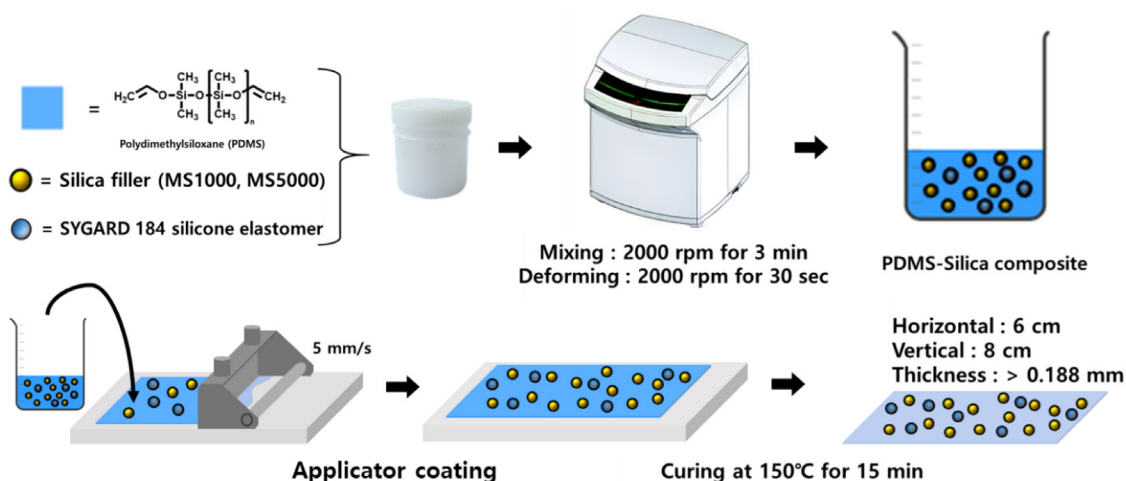 =
CH₃ CH₃
H₂C O-Si-O Si-O CH₂
CH₃ CH₃ n
Polydimethylsiloxane (PDMS)
= Silica filler (MS1000, MS5000)
= SYGARD 184 silicone elastomer
Mixing : 2000 rpm for 3 min
Deforming : 2000 rpm for 30 sec
PDMS-Silica composite
5 mm/s
Horizontal : 6 cm
Vertical : 8 cm
Thickness : > 0.188 mm
Applicator coating
Curing at 150℃ for 15 min